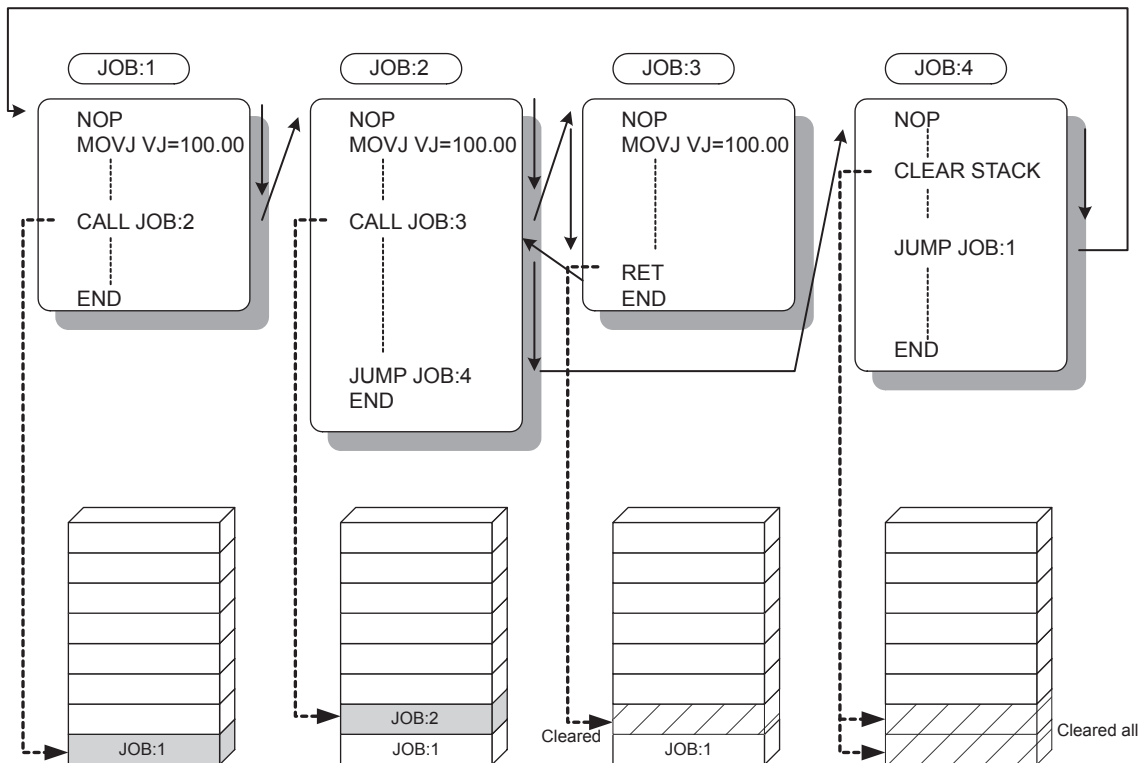 JOB:1
NOP
MOVJ VJ=100.00
CALL JOB:2
END
JOB:2
NOP
MOVJ VJ=100.00
CALL JOB:3
JUMP JOB:4
END
JOB:3
NOP
MOVJ VJ=100.00
RET
END
JOB:4
NOP
CLEAR STACK
JUMP JOB:1
END
JOB:1
JOB:2
JOB:1
Cleared
JOB:1
Cleared all